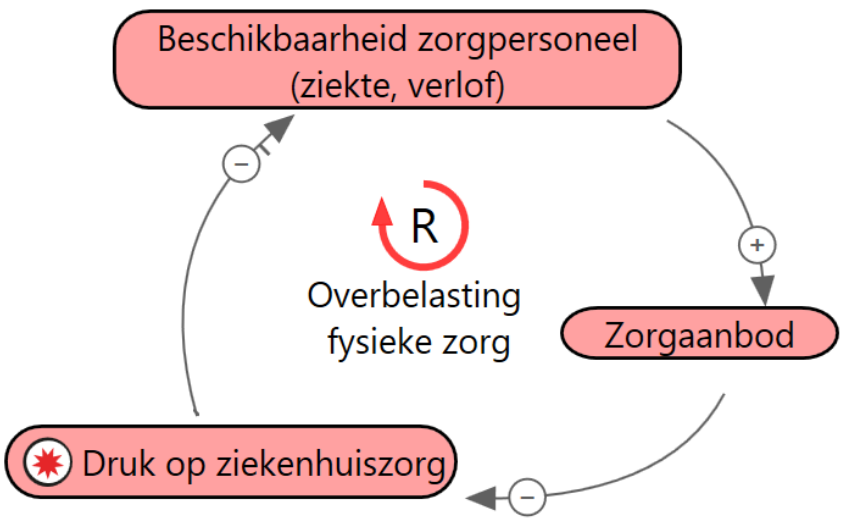 Beschikbaarheid zorgpersoneel
(ziekte, verlof)
−
R
+
Overbelasting
fysieke zorg
Zorgaanbod
Druk op ziekenhuiszorg
−